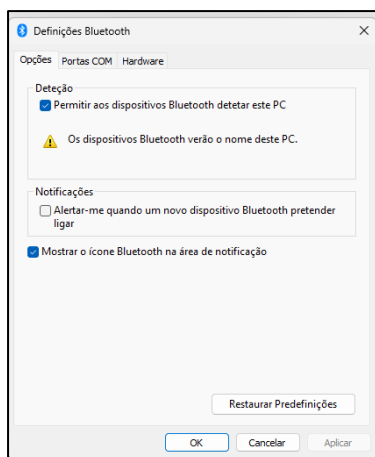 Definições Bluetooth
Opções
Portas COM
Hardware
Deteção
Permitir aos dispositivos Bluetooth detetar este PC
Os dispositivos Bluetooth verão o nome deste PC.
Notificações
Alertar-me quando um novo dispositivo Bluetooth pretender
ligar
Mostrar o ícone Bluetooth na área de notificação
Restaurar Predefinições
OK
Cancelar
Aplicar